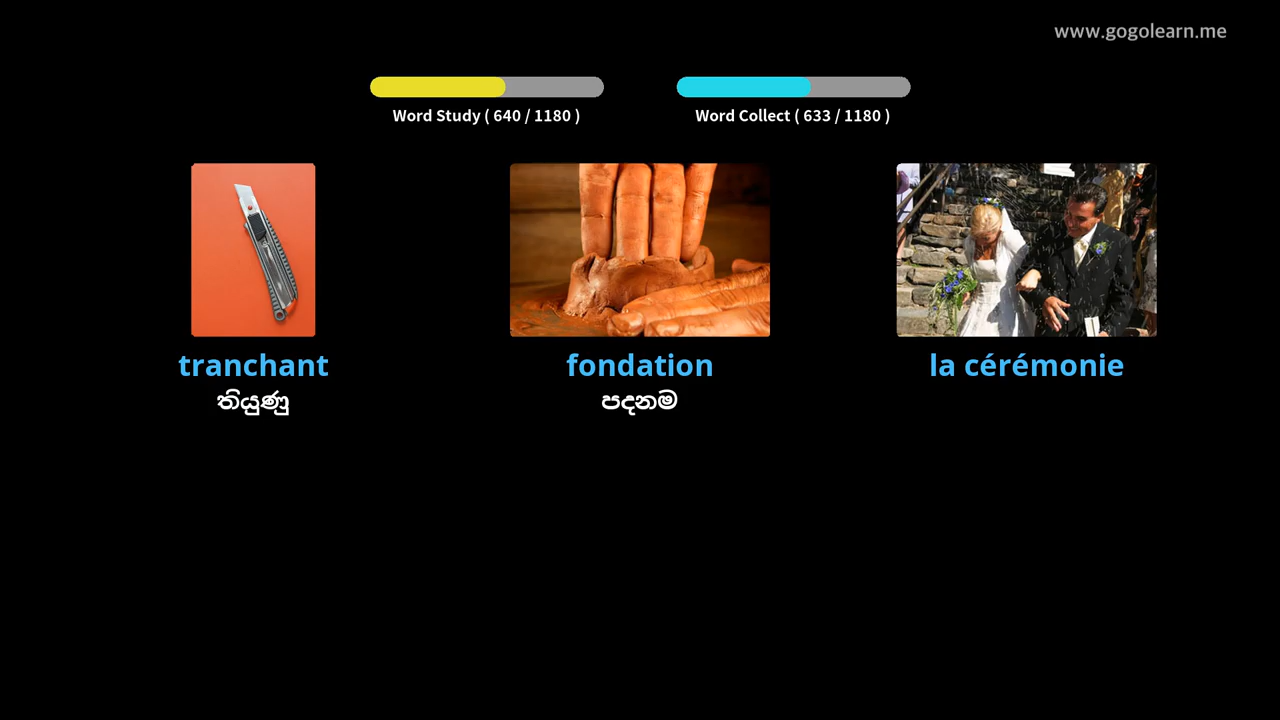 www.gogolearn.me
Word Study ( 640 / 1180 )
Word Collect ( 633 / 1180 )
tranchant
තියුණු
fondation
පදනම
la cérémonie